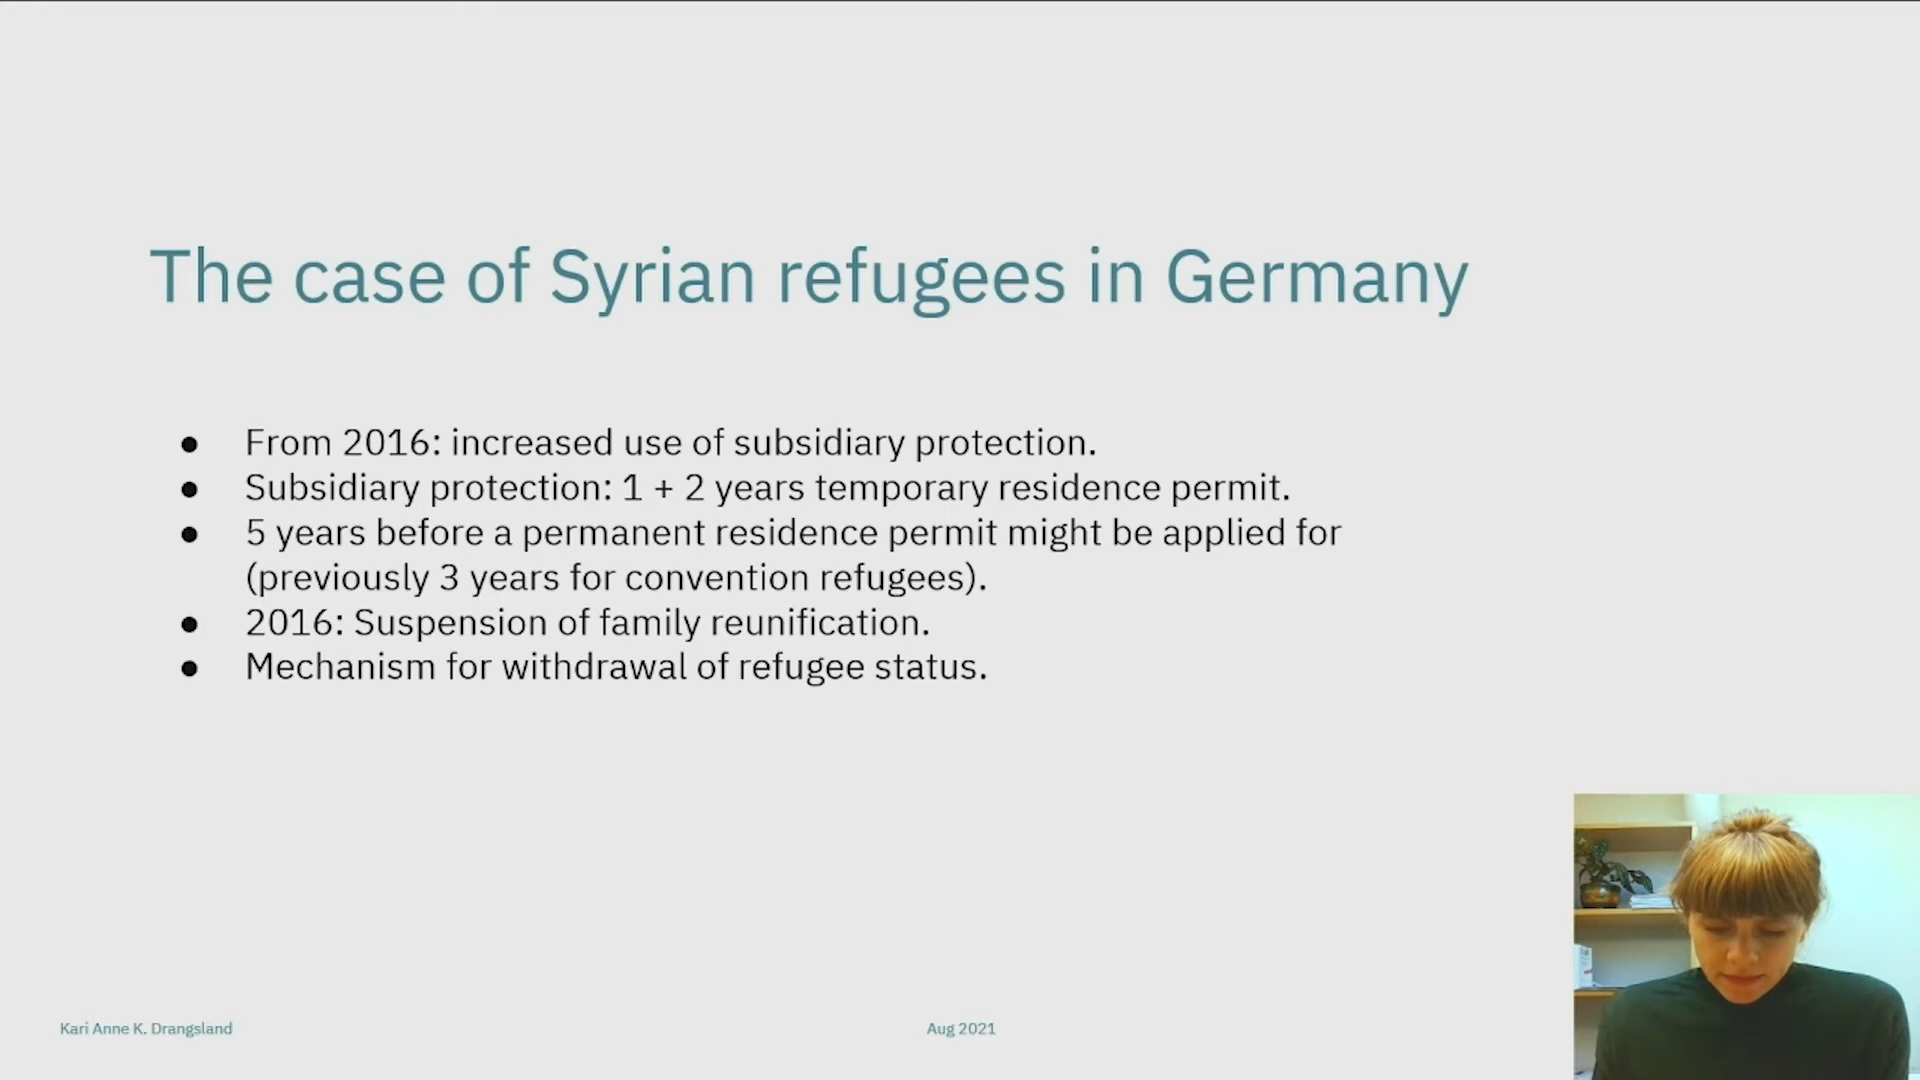 The case of Syrian refugees in Germany
● From 2016: increased use of subsidiary protection.
● Subsidiary protection: 1 + 2 years temporary residence permit.
● 5 years before a permanent residence permit might be applied for
(previously 3 years for convention refugees).
● 2016: Suspension of family reunification.
● Mechanism for withdrawal of refugee status.
Kari Anne K. Drangsland
Aug 2021